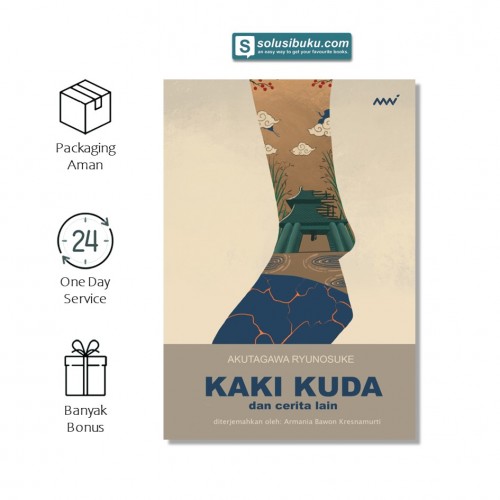 S solusibuku.com
an easy way to get your favourite books.
Packaging
Aman
24
One Day
Service
Banyak
Bonus
AKUTAGAWA RYUNOSUKE
KAKI KUDA
dan cerita lain
diterjemahkan oleh: Armania Bawon Kresnamurti